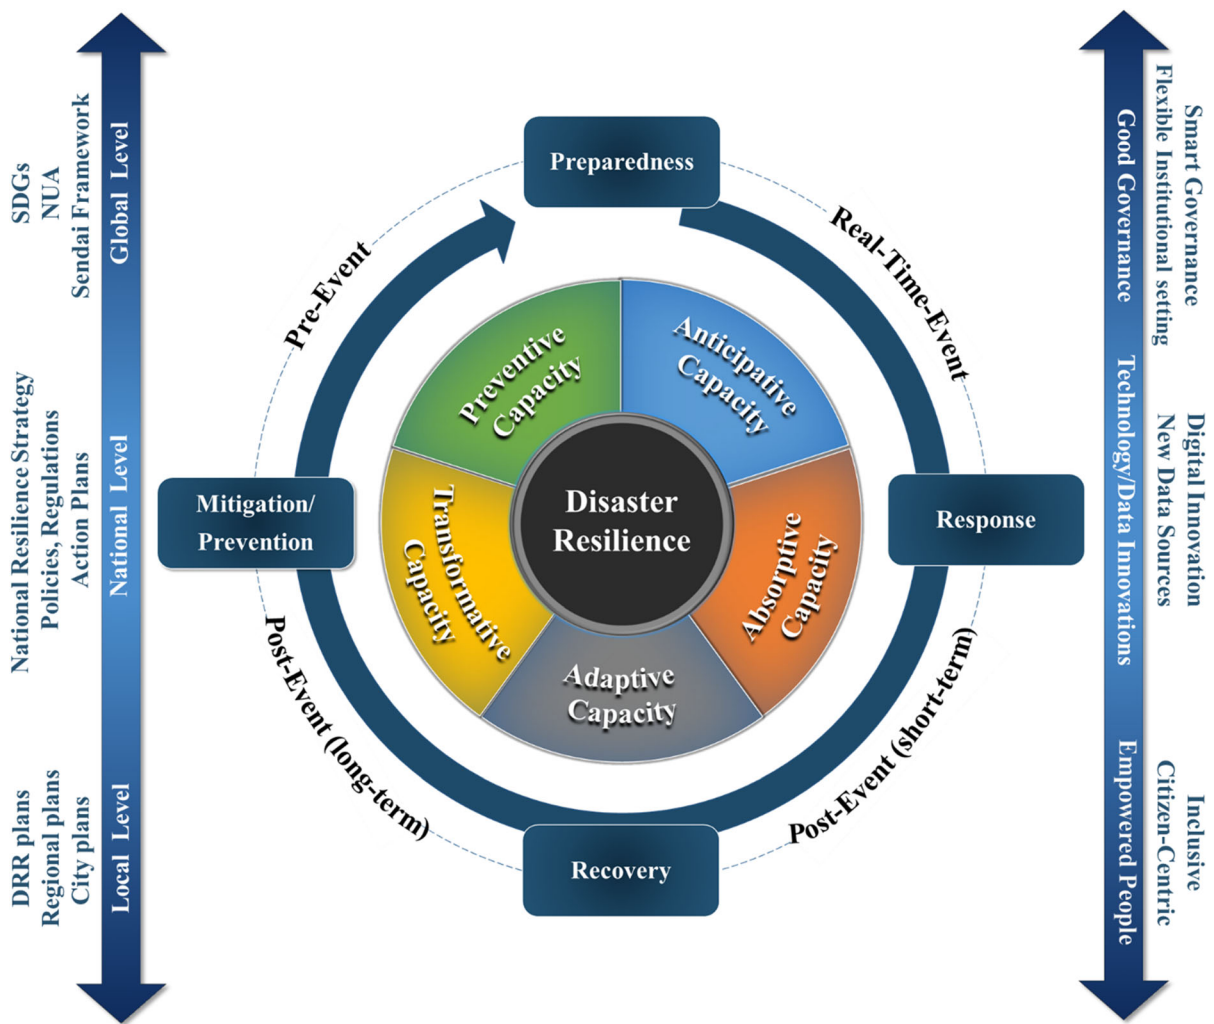 SDGs
NUA
Sendai Framework
Global Level
National Resilience Strategy
Policies, Regulations
Action Plans
National Level
DRR plans
Regional plans
City plans
Local Level
Preparedness
Pre-Event
Real-Time-Event
Preventive
Capacity
Anticipative
Capacity
Mitigation/
Prevention
Disaster
Resilience
Response
Transformative
Capacity
Absorptive
Capacity
Adaptive
Capacity
Post-Event (long-term)
Post-Event (short-term)
Recovery
Smart Governance
Flexible Institutional setting
Good Governance
Digital Innovation
New Data Sources
Technology/Data Innovations
Inclusive
Citizen-Centric
Empowered People